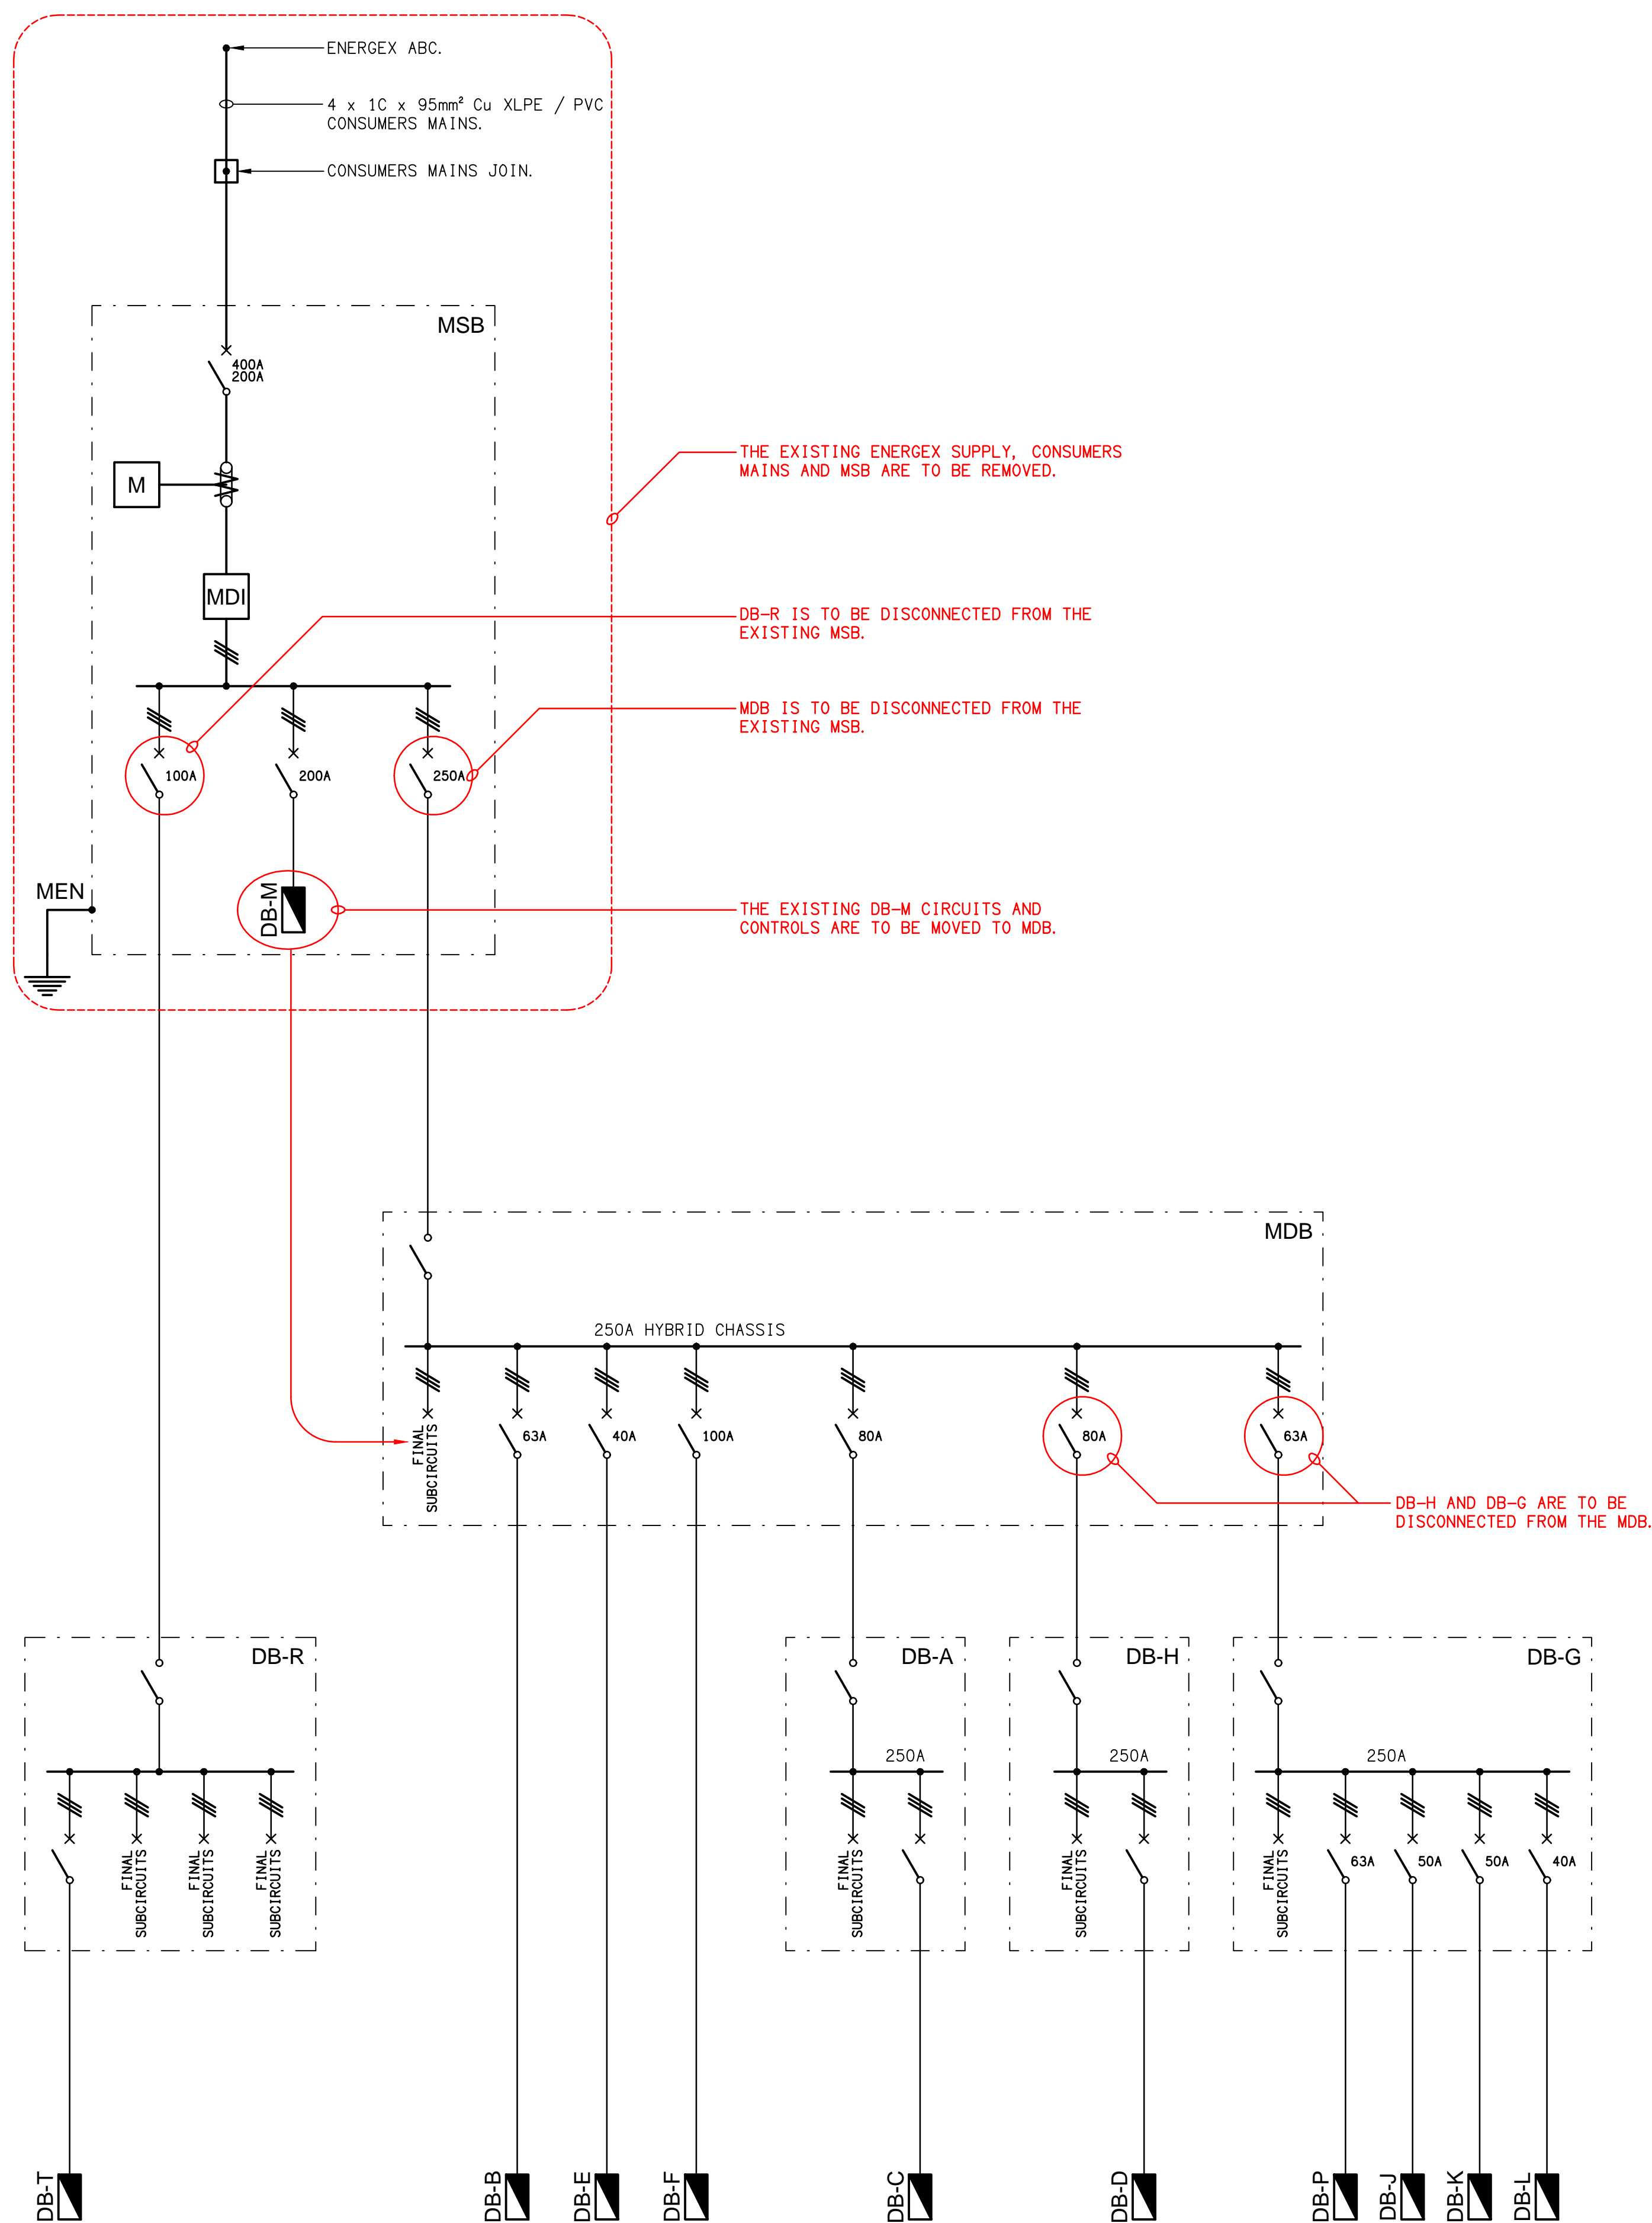 ENERGEX ABC.
4 x 1C x 95mm² Cu XLPE / PVC
CONSUMERS MAINS.
CONSUMERS MAINS JOIN.
MSB
400A
200A
M
THE EXISTING ENERGEX SUPPLY, CONSUMERS
MAINS AND MSB ARE TO BE REMOVED.
MDI
DB-R IS TO BE DISCONNECTED FROM THE
EXISTING MSB.
MDB IS TO BE DISCONNECTED FROM THE
EXISTING MSB.
100A
200A
250A
MEN
DB-M
THE EXISTING DB-M CIRCUITS AND
CONTROLS ARE TO BE MOVED TO MDB.
MDB
250A HYBRID CHASSIS
FINAL
SUBCIRCUITS
63A
40A
100A
80A
80A
63A
DB-H AND DB-G ARE TO BE
DISCONNECTED FROM THE MDB.
DB-R
DB-A
DB-H
DB-G
250A
250A
250A
FINAL
SUBCIRCUITS
FINAL
SUBCIRCUITS
FINAL
SUBCIRCUITS
FINAL
SUBCIRCUITS
FINAL
SUBCIRCUITS
FINAL
SUBCIRCUITS
63A
50A
50A
40A
DB-T
DB-B
DB-E
DB-F
DB-C
DB-D
DB-P
DB-J
DB-K
DB-L